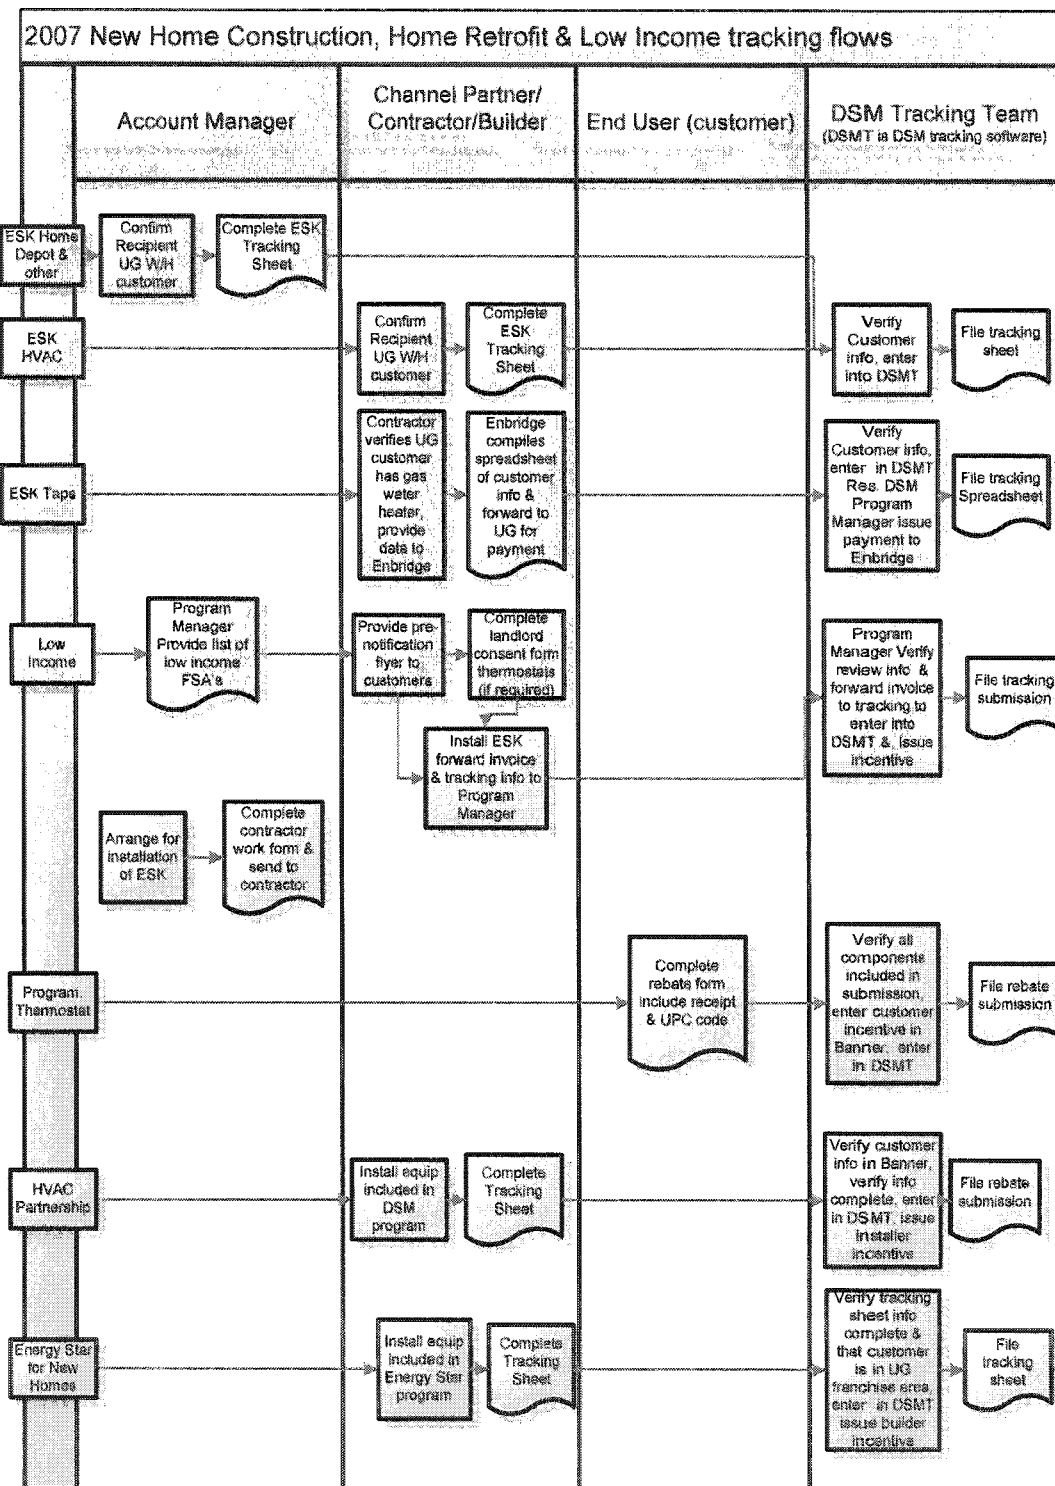 2007 New Home Construction, Home Retrofit & Low Income tracking flows
Account Manager
Channel Partner/
Contractor/Builder
End User (customer)
DSM Tracking Team
(DSMT is DSM tracking software)
ESK Home
Depot &
other
Confirm
Recipient
UG W/H
customer
Complete ESK
Tracking
Sheet
ESK
HVAC
Confirm
Recipient
UG W/H
customer
Complete
ESK
Tracking
Sheet
Verify
Customer
info, enter
into DSMT
File tracking
sheet
ESK Taps
Contractor
verifies UG
customer
has gas
water
heater,
provide
data to
Enbridge
Enbridge
compiles
spreadsheet
of customer
info &
forward to
UG for
payment
Verify
Customer info,
enter in DSMT
Res. DSM
Program
Manager issue
payment to
Enbridge
File tracking
Spreadsheet
Low
Income
Program
Manager
Provide list of
low income
FSA's
Provide pre-
notification
flyer to
customers
Complete
landlord
consent form
thermostats
(if required)
Install ESK
forward invoice
& tracking info to
Program
Manager
Program
Manager Verify
review info &
forward invoice
to tracking to
enter into
DSMT &, issue
incentive
File tracking
submission
Arrange for
installation
of ESK
Complete
contractor
work form &
send to
contractor
Program.
Thermostat
Complete
rebate form
include receipt
& UPC code
Verify all
components
included in
submission,
enter customer
incentive in
Banner, enter
in DSMT
File rebate
submission
HVAC
Partnership
Install equip
included in
DSM
program
Complete
Tracking
Sheet
Verify customer
info in Banner,
verify info
complete, enter
in DSMT, issue
Installer
incentive
File rebate
submission
Energy Star
for New
Homes
Install equip
included in
Energy Star
program
Complete
Tracking
Sheet
Verify tracking
sheet info
complete &
that customer
is in UG
franchise area,
enter in DSMT
issue builder
incentive
File
tracking
sheet